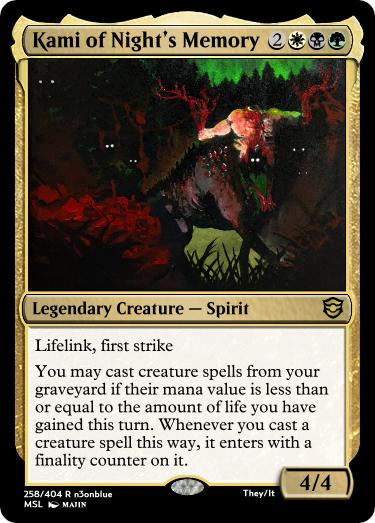 Kami of Night's Memory 2
Legendary Creature — Spirit
Lifelink, first strike
You may cast creature spells from your
graveyard if their mana value is less than
or equal to the amount of life you have
gained this turn. Whenever you cast a
creature spell this way, it enters with a
finality counter on it.
4/4
258/404 R n3onblue They/It
MSL MAJIN